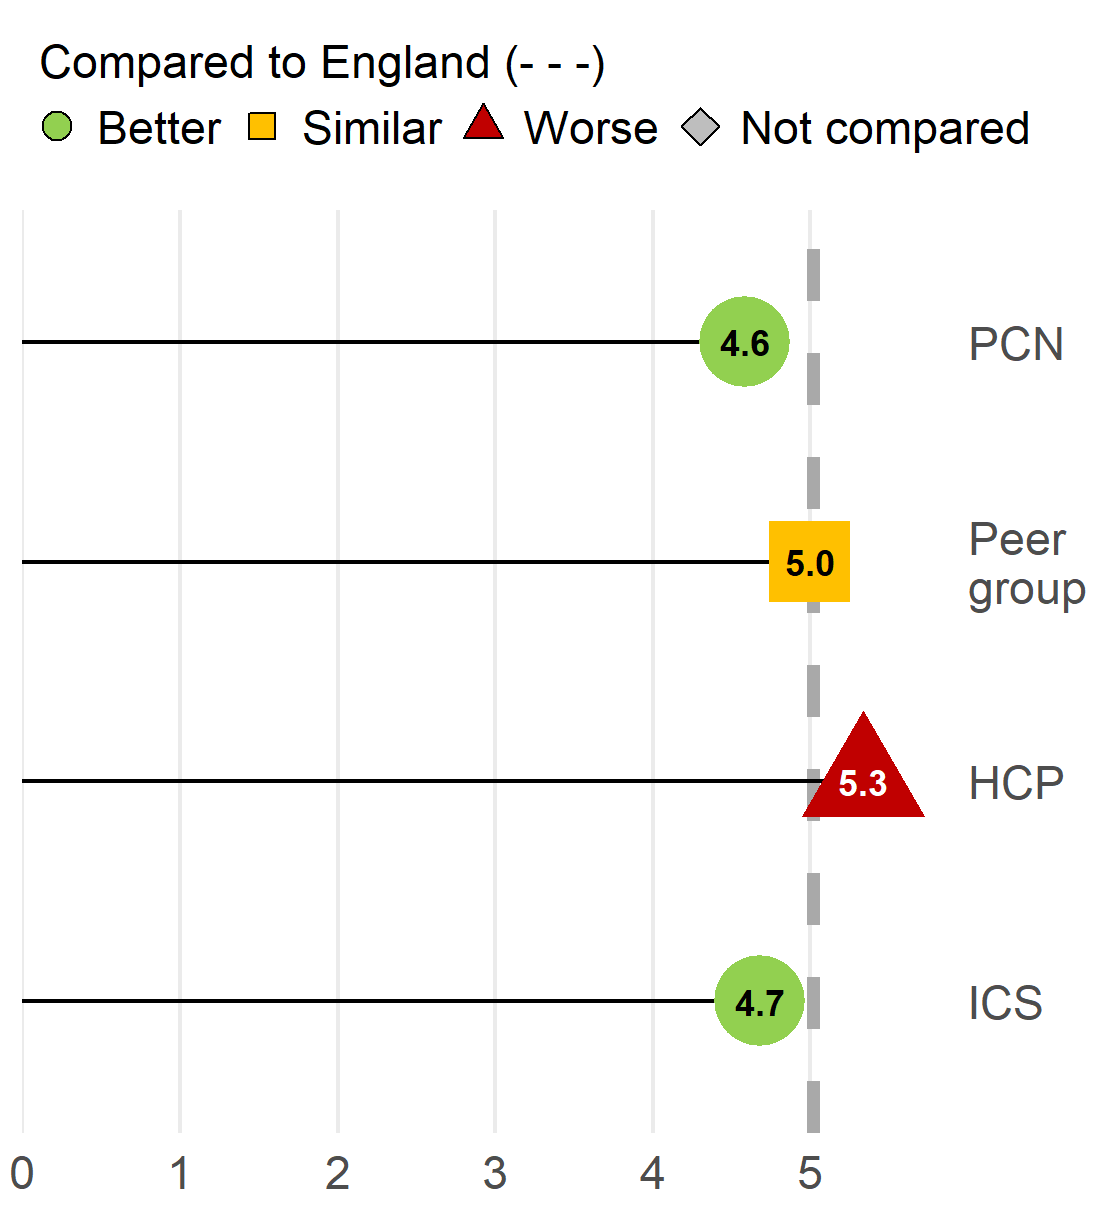 Compared to England (- - -)
Better Similar Worse Not compared
4.6 PCN
Peer
5.0
group
5.3 HCP
4.7 ICS
0 1 2 3 4 5